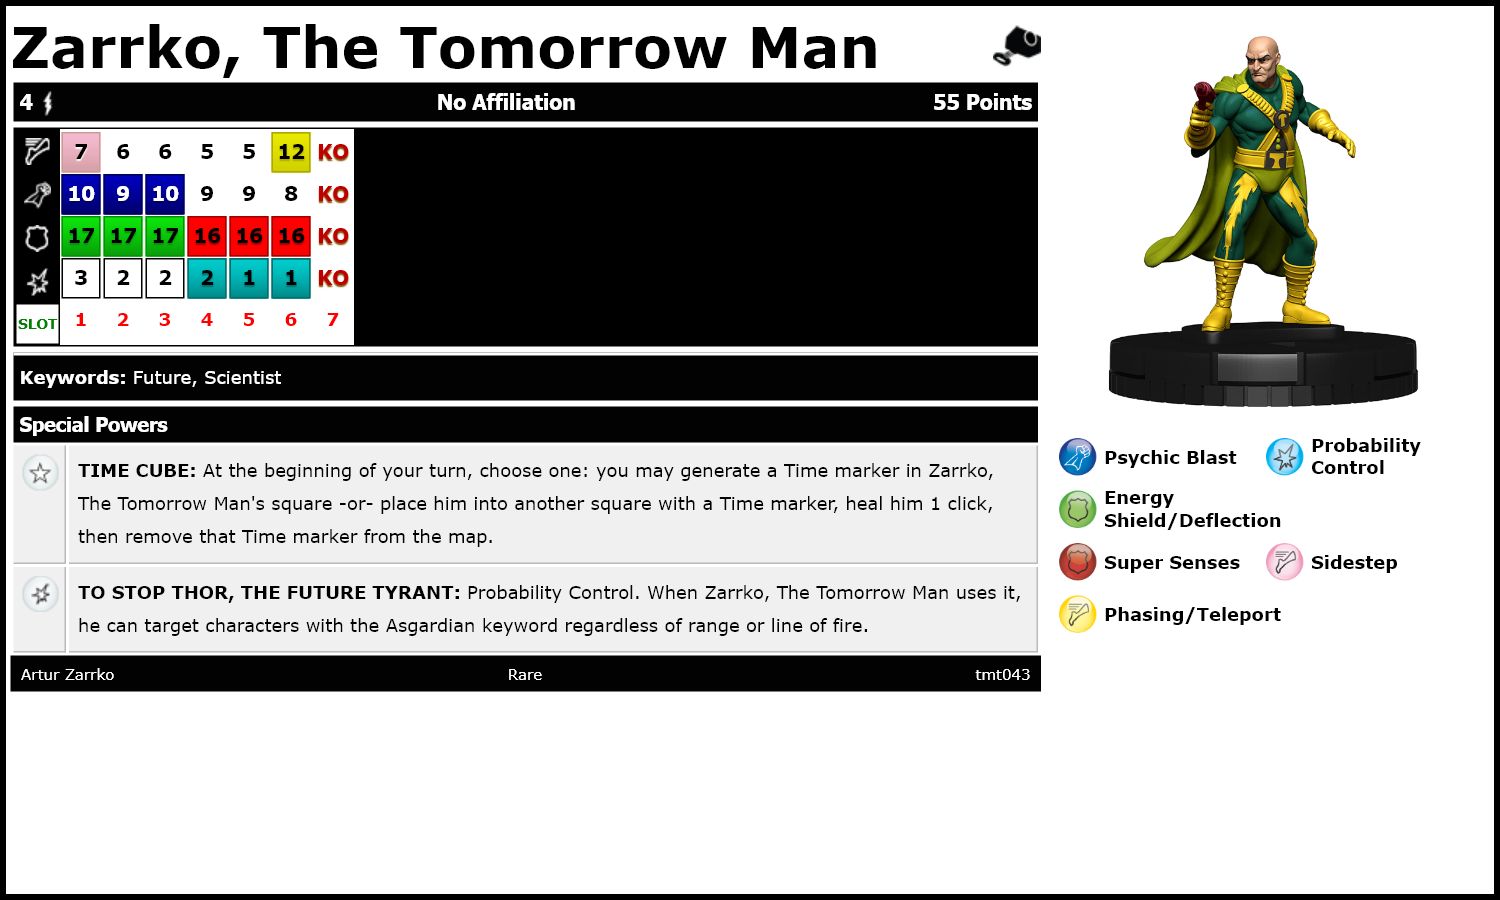 Zarrko, The Tomorrow Man
4 No Affiliation 55 Points
7 6 6 5 5 12 KO
10 9 10 9 9 8 KO
17 17 17 16 16 16 KO
3 2 2 2 1 1 KO
SLOT 1 2 3 4 5 6 7
Keywords: Future, Scientist
Special Powers
TIME CUBE: At the beginning of your turn, choose one: you may generate a Time marker in Zarrko,
The Tomorrow Man's square -or- place him into another square with a Time marker, heal him 1 click,
then remove that Time marker from the map.
TO STOP THOR, THE FUTURE TYRANT: Probability Control. When Zarrko, The Tomorrow Man uses it,
he can target characters with the Asgardian keyword regardless of range or line of fire.
Artur Zarrko Rare tmt043
Psychic Blast
Probability
Control
Energy
Shield/Deflection
Super Senses
Sidestep
Phasing/Teleport